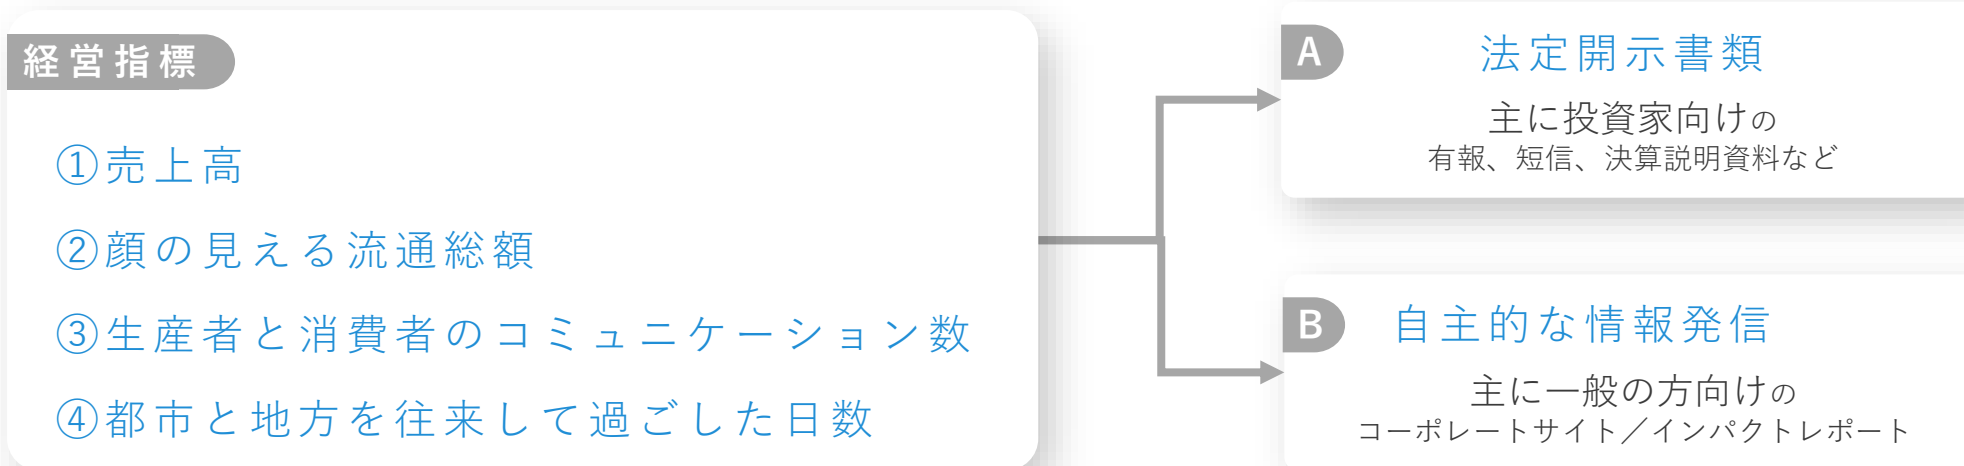 経営指標
①売上高
②顔の見える流通総額
③生産者と消費者のコミュニケーション数
④都市と地方を往来して過ごした日数
A
法定開示書類
主に投資家向けの
有報、短信、決算説明資料など
B
自主的な情報発信
主に一般の方向けの
コーポレートサイト／インパクトレポート